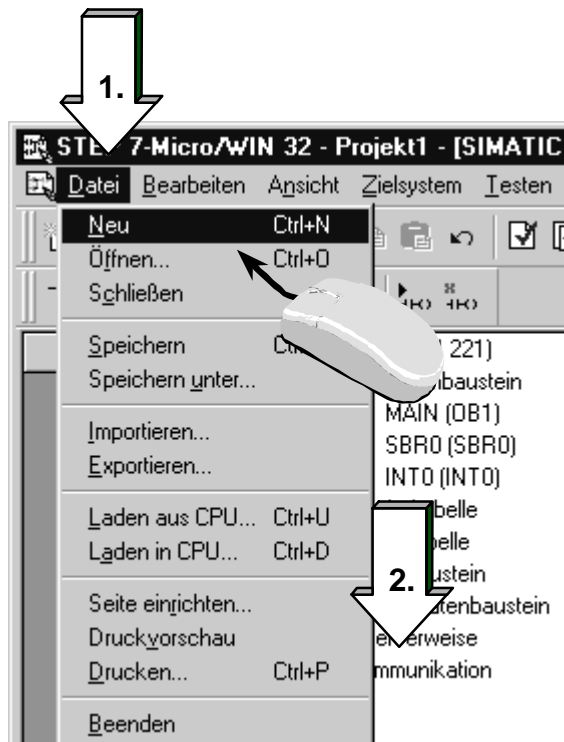 1.
7-Micro/WIN 32 - Projekt1 - [SIMATIC
Datei Bearbeiten Ansicht Zielsystem Testen
Neu Ctrl+N
Öffnen... Ctrl+O
Schließen
Speichern
Speichern unter...
Importieren...
Exportieren...
Laden aus CPU... Ctrl+U
Laden in CPU... Ctrl+D
Seite einrichten...
Druckvorschau
Drucken... Ctrl+P
Beenden
221)
MAIN (OB1)
SBR0 (SBR0)
INT0 (INT0)
2.